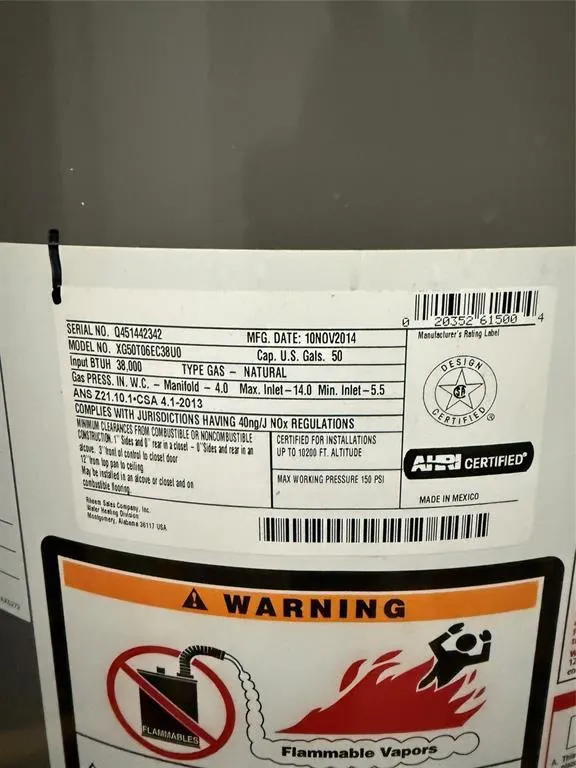 0 20352 61500 4
SERIAL NO. Q451442342 MFG. DATE: 10NOV2014
Manufacturer's Rating Label
MODEL NO. XG50T06EC38U0 Cap. U.S. Gals. 50
Input BTUH 38,000 TYPE GAS - NATURAL
Gas PRESS. IN. W.C. - Manifold - 4.0 Max. Inlet-14.0 Min. Inlet-5.5
ANS Z21.10.1•CSA 4.1-2013
COMPLIES WITH JURISDICTIONS HAVING 40ng/J NOx REGULATIONS
DESIGN
CERTIFIED
MINIMUM CLEARANCES FROM COMBUSTIBLE OR NONCOMBUSTIBLE
CONSTRUCTION. 1" Sides and 0" rear in a closet - 0" Sides and rear in an
alcove. 3" front of control to closet door
12" from top pan to ceiling
May be installed in an alcove or closet and on
combustible flooring.
CERTIFIED FOR INSTALLATIONS
UP TO 10200 FT. ALTITUDE
MAX WORKING PRESSURE 150 PSI
AHRI CERTIFIED®
MADE IN MEXICO
Rheem Sales Company, Inc.
Water Heating Division
Montgomery, Alabama 36117 USA
WARNING
FLAMMABLES
Flammable Vapors